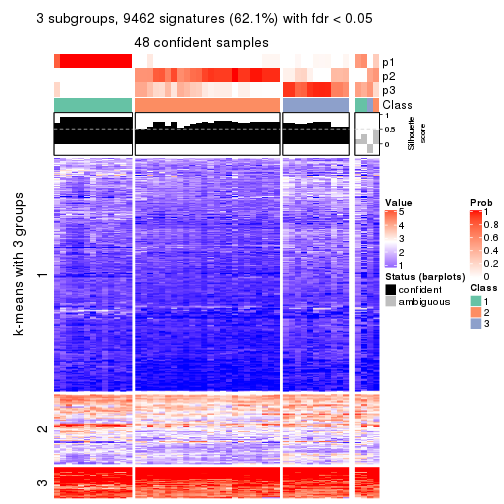 3 subgroups, 9462 signatures (62.1%) with fdr < 0.05
48 confident samples
p1
p2
p3
Class
1
0.5
0
Silhouette
score
k-means with 3 groups
1
2
3
Value
5
4
3
2
1
Status (barplots)
confident
ambiguous
Prob
1
0.8
0.6
0.4
0.2
0
Class
1
2
3